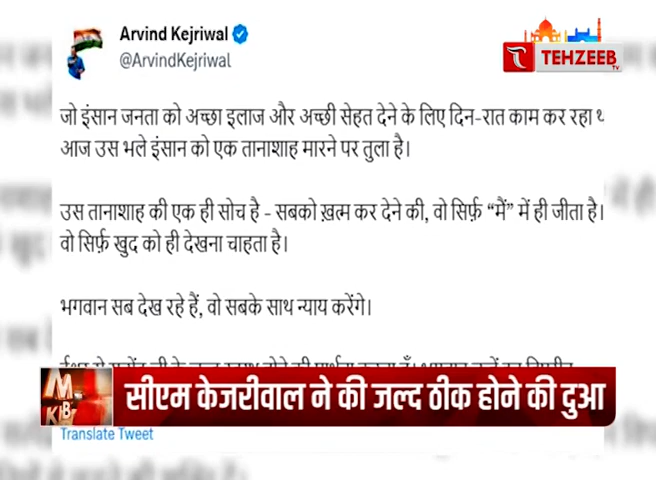 Arvind Kejriwal
@ArvindKejriwal
TEHZEEB
TV
जो इंसान जनता को अच्छा इलाज और अच्छी सेहत देने के लिए दिन-रात काम कर रहा
आज उस भले इंसान को एक तानाशाह मारने पर तुला है।
उस तानाशाह की एक ही सोच है - सबको ख़त्म कर देने की, वो सिर्फ़ “मैं” में ही जीता है।
वो सिर्फ़ खुद को ही देखना चाहता है।
भगवान सब देख रहे हैं, वो सबके साथ न्याय करेंगे।
सीएम केजरीवाल ने की जल्द ठीक होने की दुआ
Translate Tweet